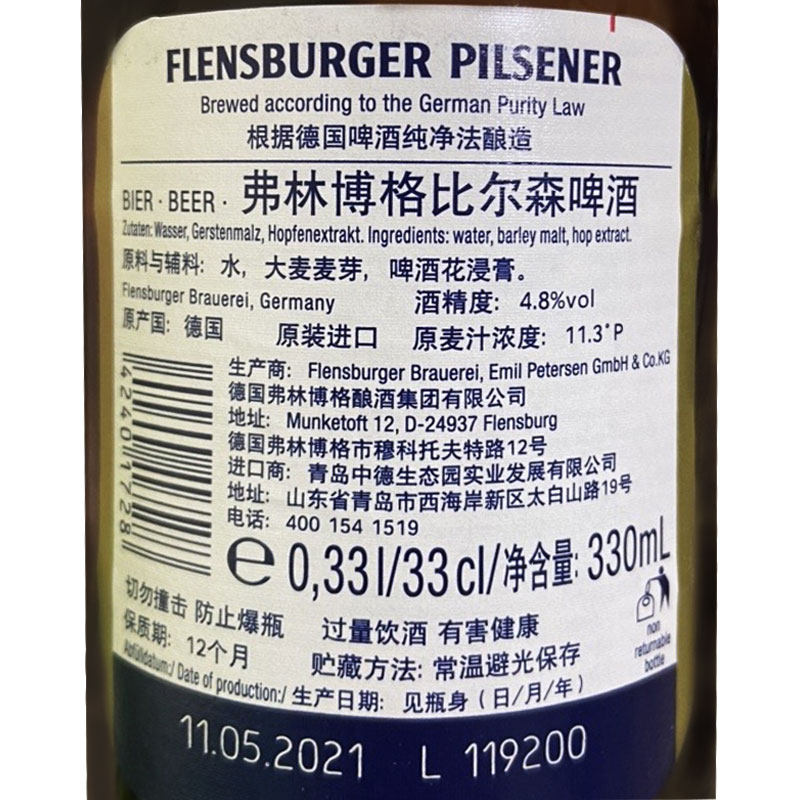 FLENSBURGER PILSENER
Brewed according to the German Purity Law
根据德国啤酒纯净法酿造
BIER · BEER · 弗林博格比尔森啤酒
Zutaten: Wasser, Gerstenmalz, Hopfenextrakt. Ingredients: water, barley malt, hop extract.
原料与辅料: 水, 大麦麦芽, 啤酒花浸膏。
Flensburger Brauerei, Germany 酒精度: 4.8%vol
原产国: 德国 原装进口 原麦汁浓度: 11.3°P
生产商: Flensburger Brauerei, Emil Petersen GmbH & Co.KG
德国弗林博格酿酒集团有限公司
地址: Munketoft 12, D-24937 Flensburg
德国弗林博格市穆科托夫特路12号
进口商: 青岛中德生态园实业发展有限公司
地址: 山东省青岛市西海岸新区太白山路19号
电话: 400 154 1519
42401728
e 0,33l/33cl/净含量: 330mL
切勿撞击 防止爆瓶 过量饮酒 有害健康
保质期: 12个月 贮藏方法: 常温避光保存
non
returnable
bottle
Abfülldatum:/ Date of production:/ 生产日期: 见瓶身 (日/月/年)
11.05.2021 L 119200